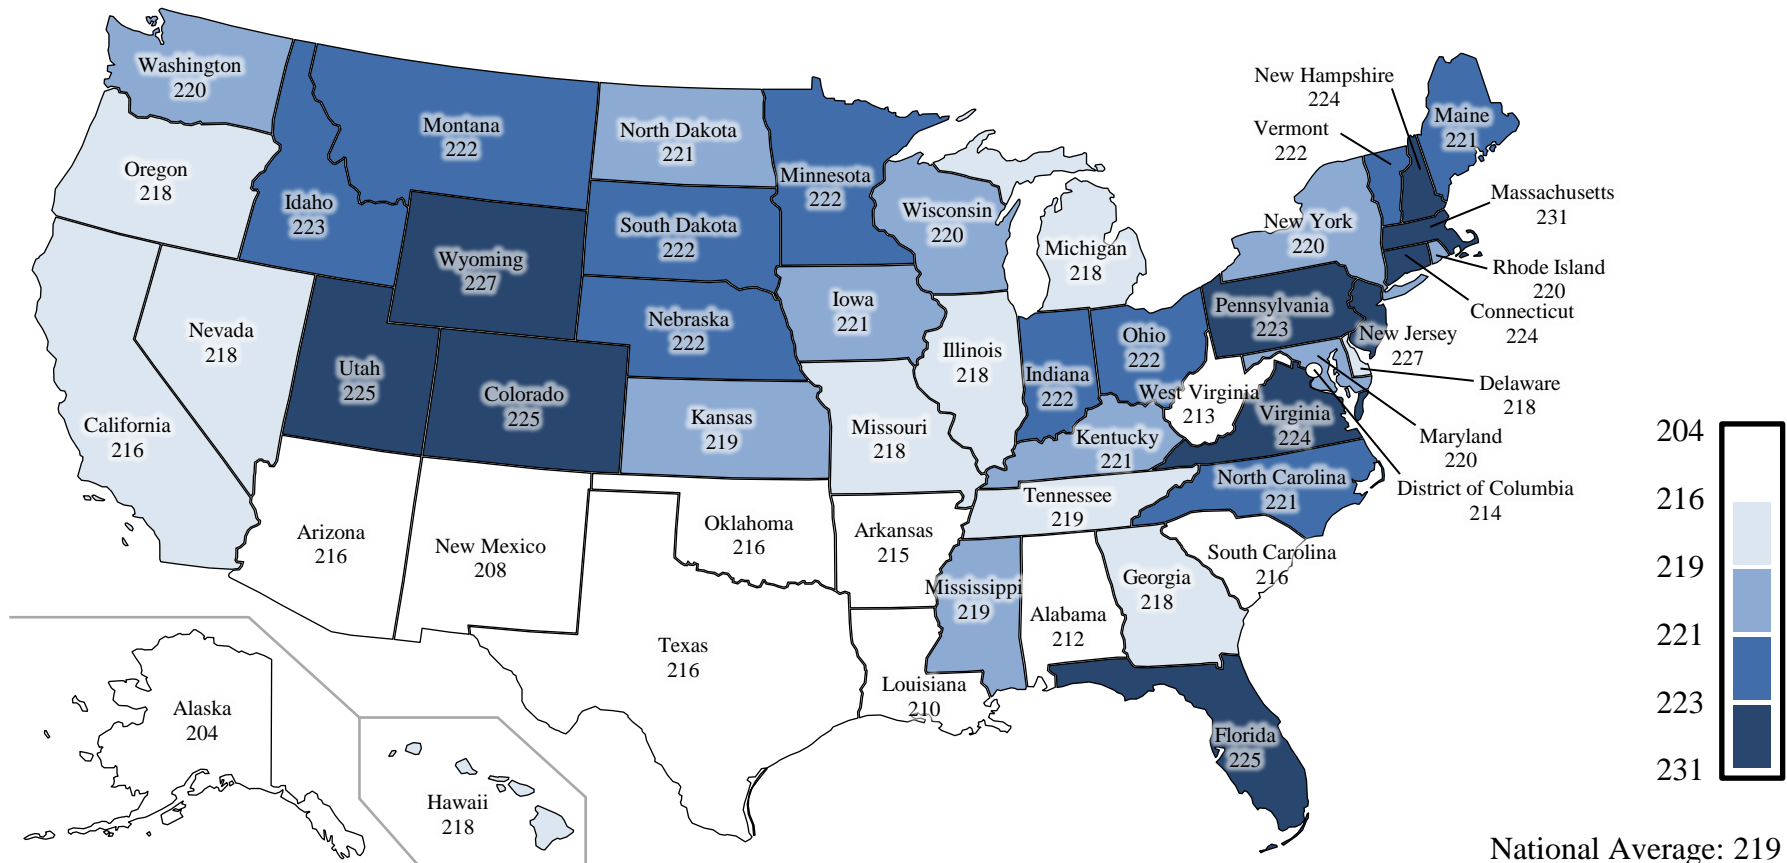 Washington
220
Oregon
218
California
216
Nevada
218
Idaho
223
Montana
222
Wyoming
227
Utah
225
Colorado
225
Arizona
216
New Mexico
208
North Dakota
221
South Dakota
222
Nebraska
222
Kansas
219
Oklahoma
216
Texas
216
Minnesota
222
Iowa
221
Missouri
218
Arkansas
215
Louisiana
210
Wisconsin
220
Illinois
218
Michigan
218
Indiana
222
Ohio
222
Kentucky
221
Tennessee
219
Mississippi
219
Alabama
212
Georgia
218
Florida
225
South Carolina
216
North Carolina
221
Virginia
224
West Virginia
213
Pennsylvania
223
New York
220
Vermont
222
New Hampshire
224
Maine
221
Massachusetts
231
Rhode Island
220
Connecticut
224
New Jersey
227
Delaware
218
Maryland
220
District of Columbia
214
Alaska
204
Hawaii
218
204
216
219
221
223
231
National Average: 219